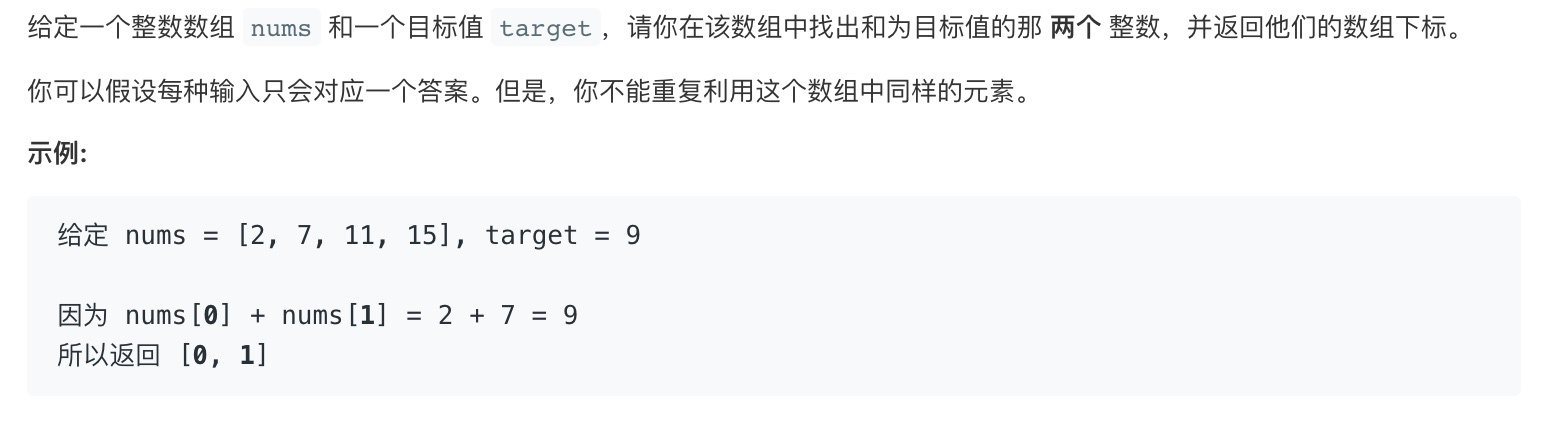 给定一个整数数组 nums 和一个目标值 target，请你在该数组中找出和为目标值的那 两个 整数，并返回他们的数组下标。
你可以假设每种输入只会对应一个答案。但是，你不能重复利用这个数组中同样的元素。
示例:
给定 nums = [2, 7, 11, 15], target = 9
因为 nums[0] + nums[1] = 2 + 7 = 9
所以返回 [0, 1]